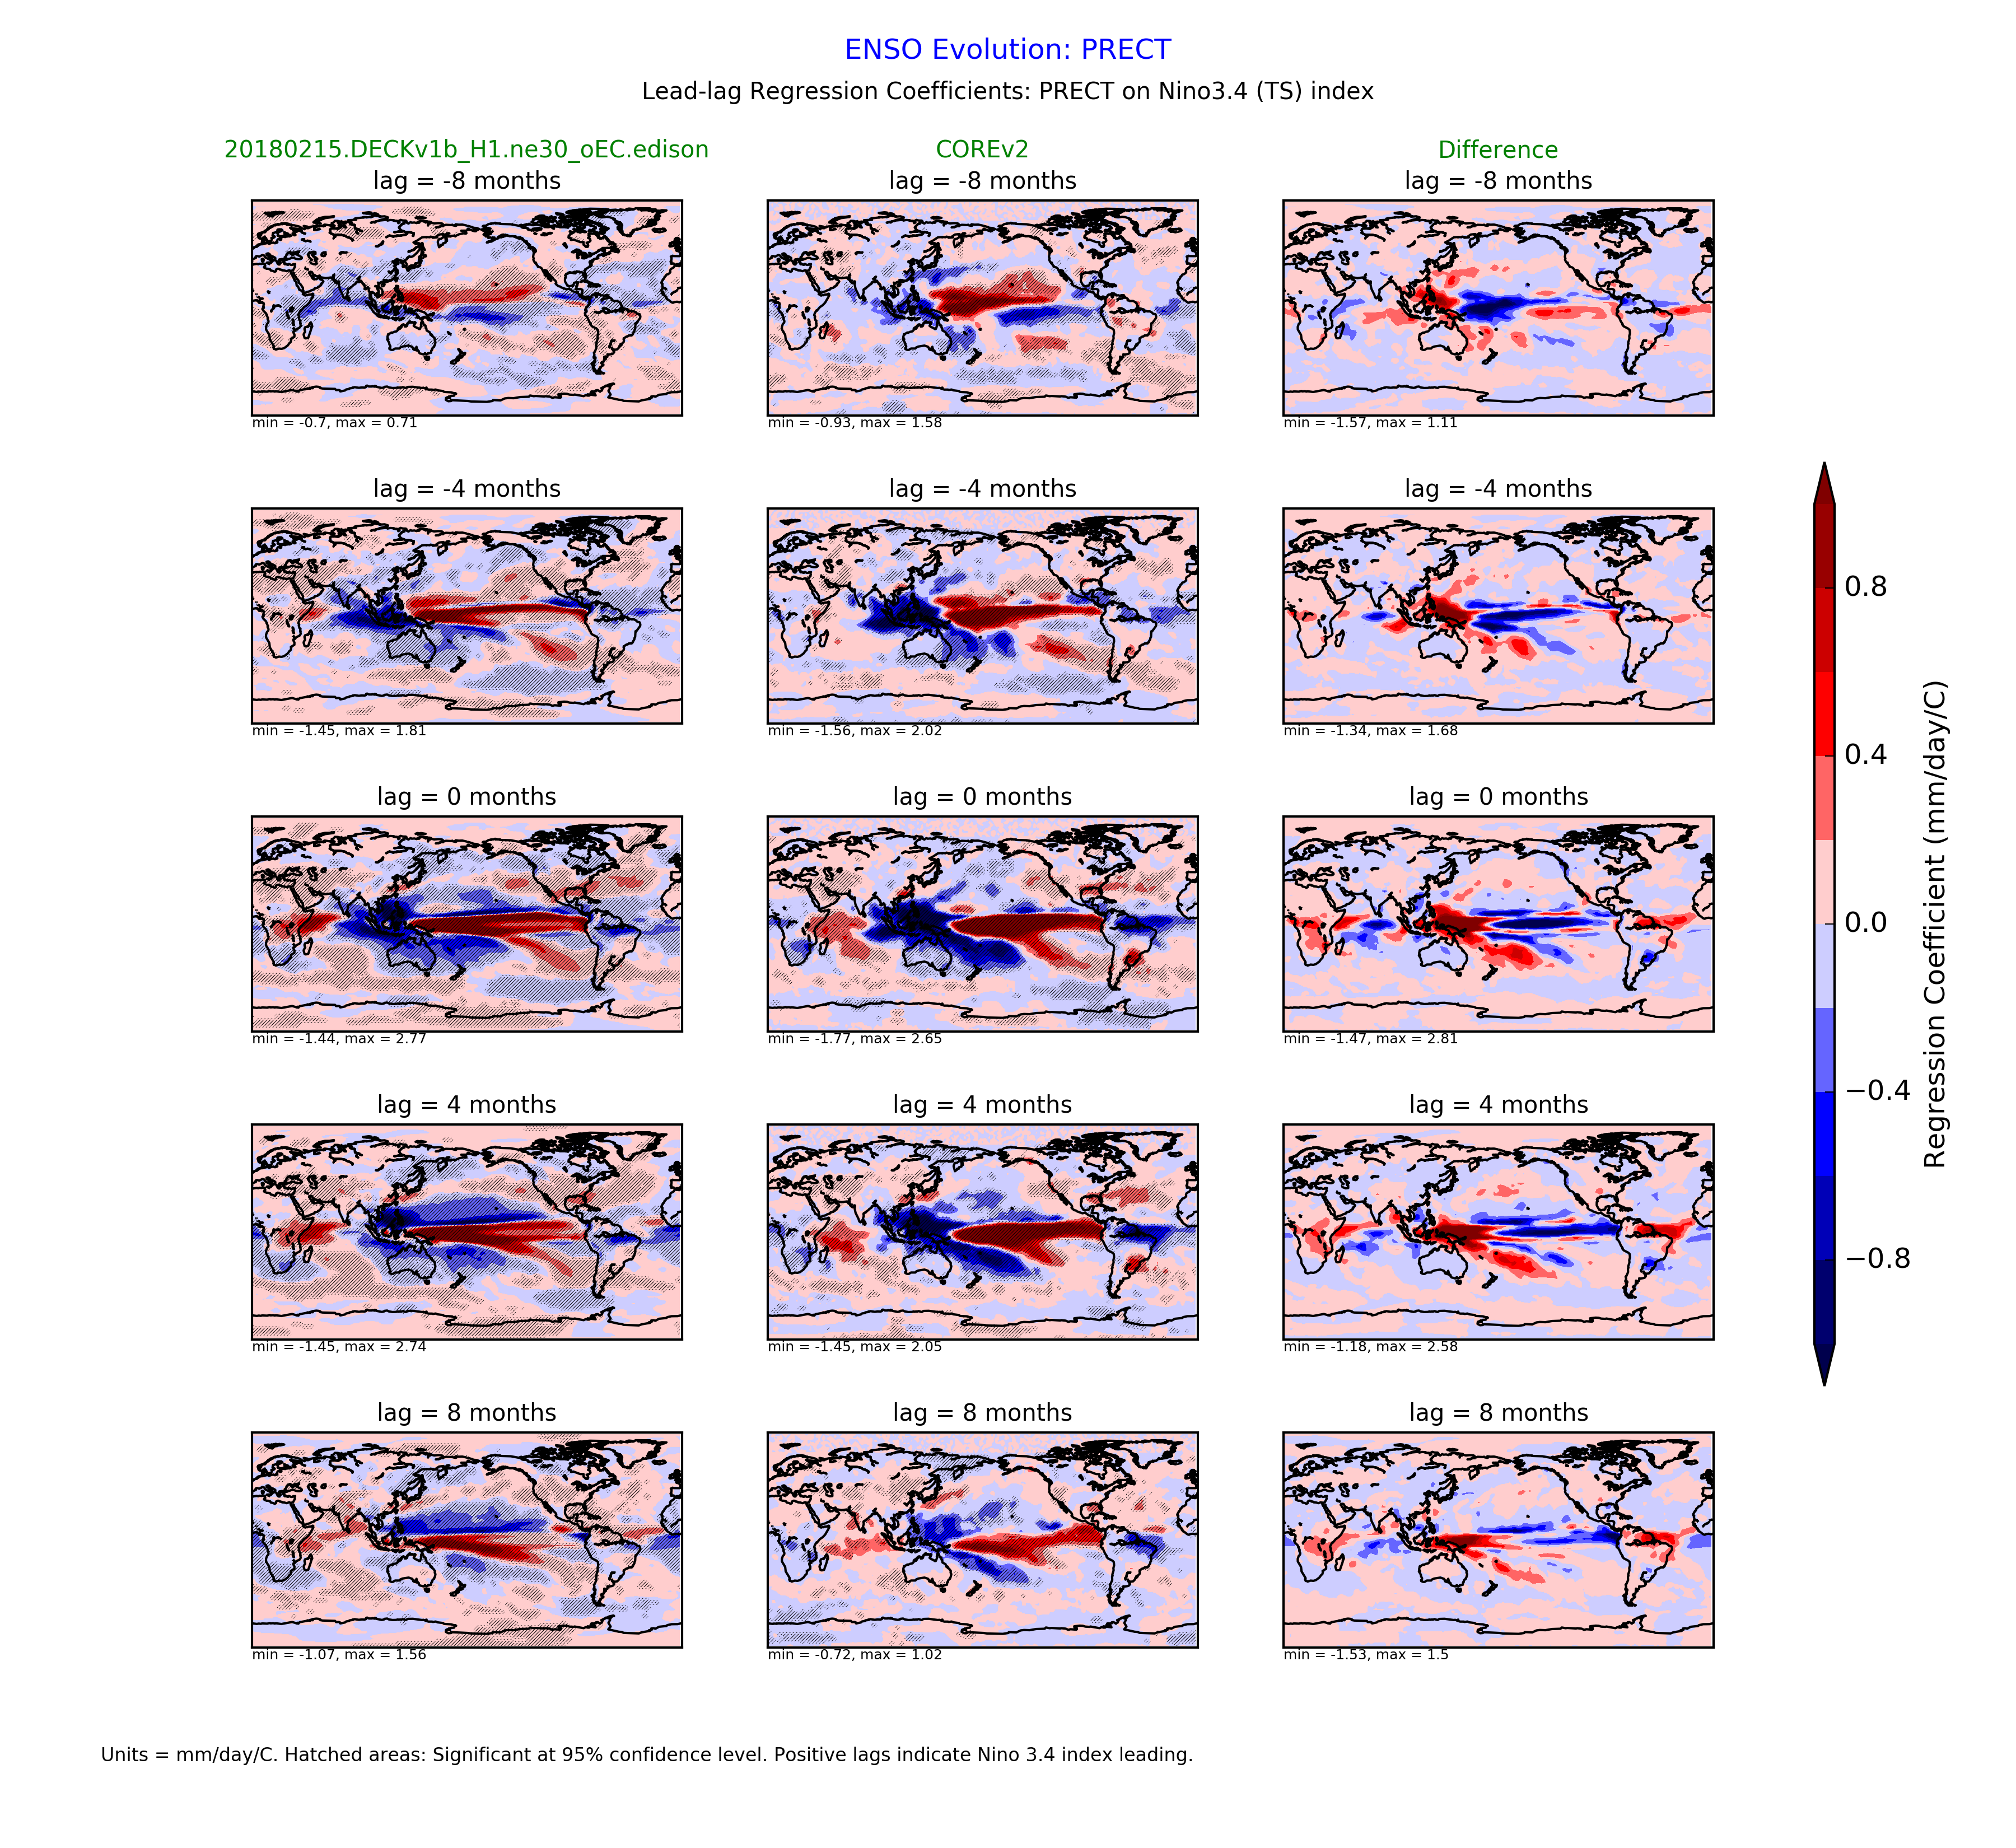 ENSO Evolution: PRECT
Lead-lag Regression Coefficients: PRECT on Nino3.4 (TS) index
20180215.DECKv1b_H1.ne30_oEC.edison
COREv2
Difference
lag = -8 months
lag = -8 months
lag = -8 months
min = -0.7, max = 0.71
min = -0.93, max = 1.58
min = -1.57, max = 1.11
lag = -4 months
lag = -4 months
lag = -4 months
min = -1.45, max = 1.81
min = -1.56, max = 2.02
min = -1.34, max = 1.68
lag = 0 months
lag = 0 months
lag = 0 months
min = -1.44, max = 2.77
min = -1.77, max = 2.65
min = -1.47, max = 2.81
lag = 4 months
lag = 4 months
lag = 4 months
min = -1.45, max = 2.74
min = -1.45, max = 2.05
min = -1.18, max = 2.58
lag = 8 months
lag = 8 months
lag = 8 months
min = -1.07, max = 1.56
min = -0.72, max = 1.02
min = -1.53, max = 1.5
0.8
0.4
0.0
−0.4
−0.8
Regression Coefficient (mm/day/C)
Units = mm/day/C. Hatched areas: Significant at 95% confidence level. Positive lags indicate Nino 3.4 index leading.